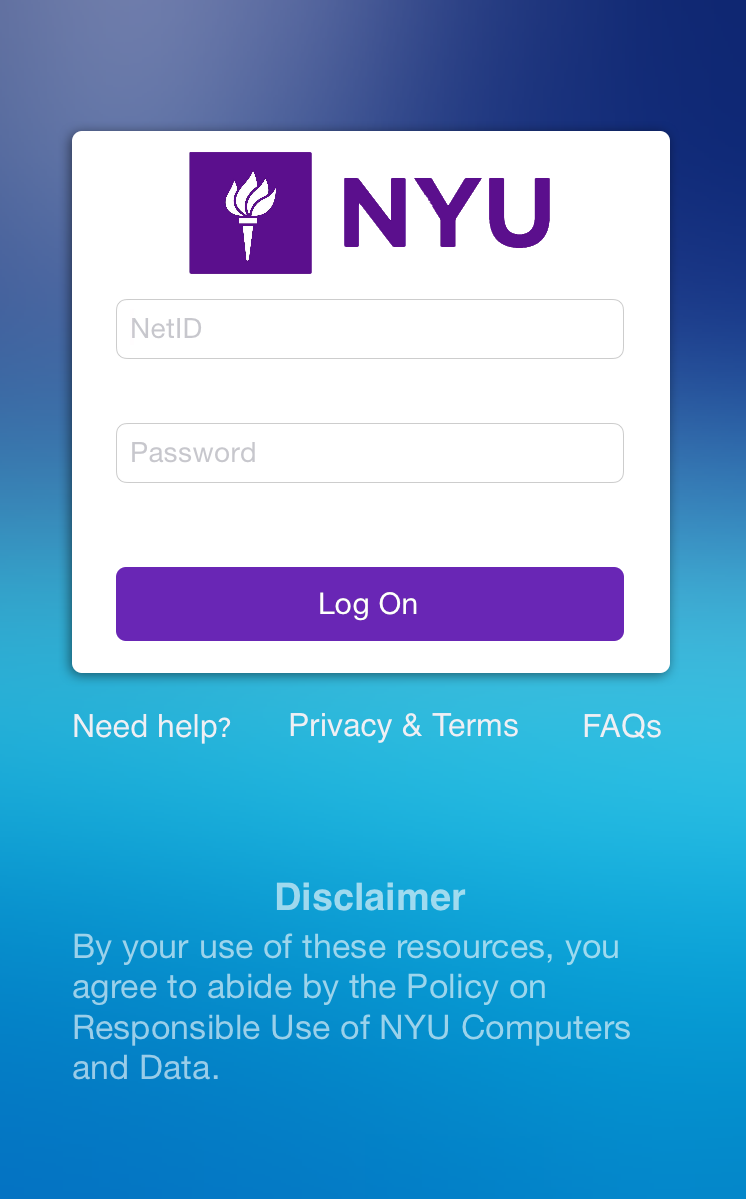 NYU
NetID
Password
Log On
Need help? Privacy & Terms FAQs
Disclaimer
By your use of these resources, you
agree to abide by the Policy on
Responsible Use of NYU Computers
and Data.